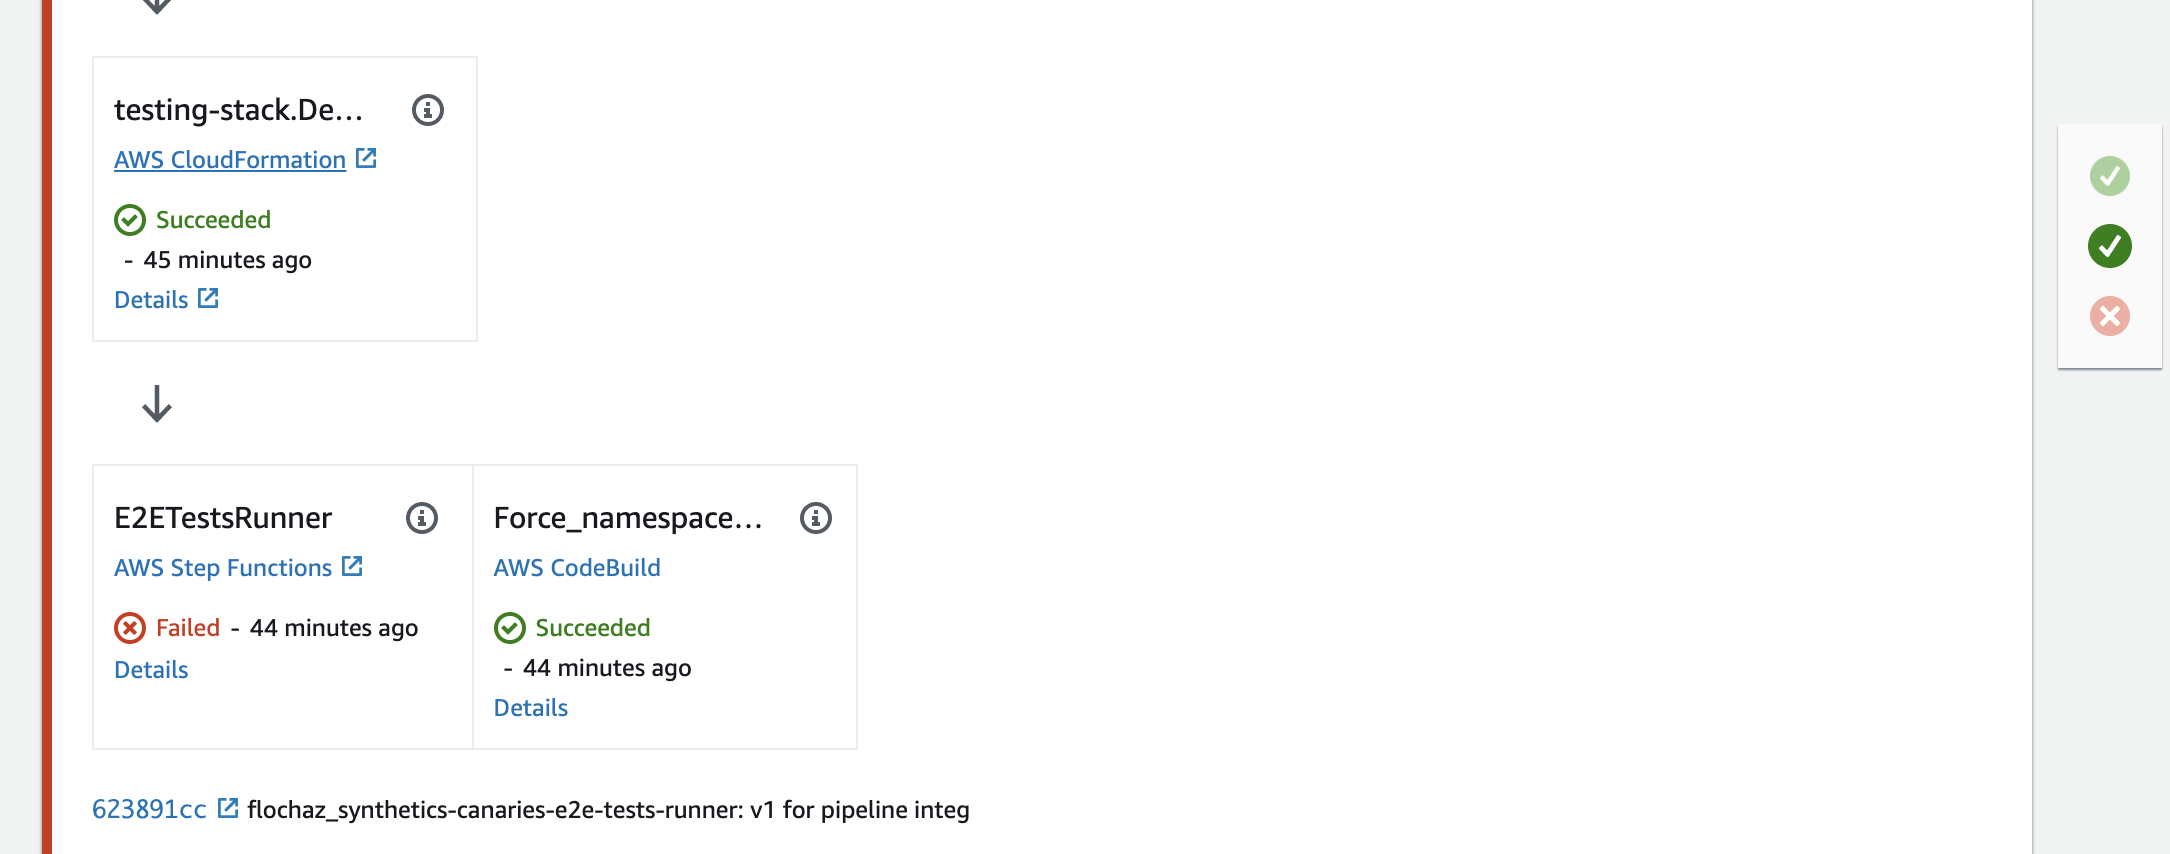 testing-stack.De...
AWS CloudFormation
Succeeded
- 45 minutes ago
Details
E2ETestsRunner
AWS Step Functions
Failed - 44 minutes ago
Details
Force_namespace...
AWS CodeBuild
Succeeded
- 44 minutes ago
Details
623891cc flochaz_synthetics-canaries-e2e-tests-runner: v1 for pipeline integ